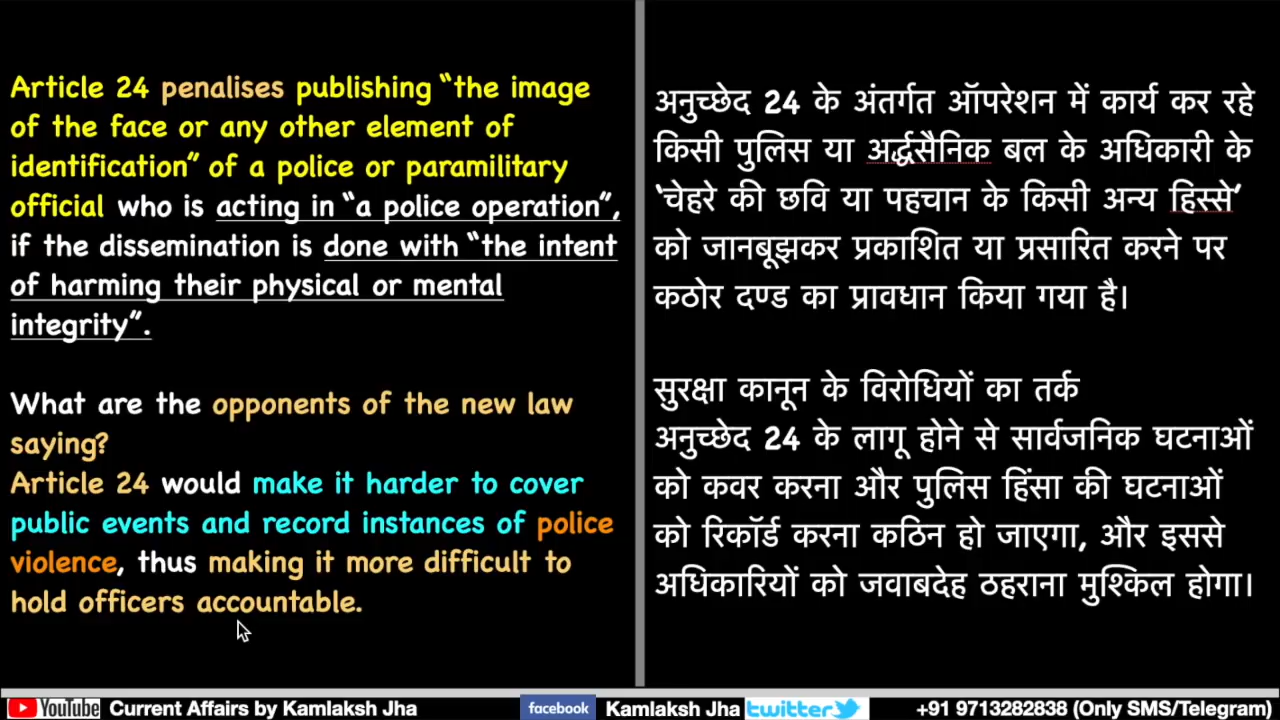 Article 24 penalises publishing “the image
of the face or any other element of
identification” of a police or paramilitary
official who is acting in “a police operation”,
if the dissemination is done with “the intent
of harming their physical or mental
integrity”.
What are the opponents of the new law
saying?
Article 24 would make it harder to cover
public events and record instances of police
violence, thus making it more difficult to
hold officers accountable.
अनुच्छेद 24 के अंतर्गत ऑपरेशन में कार्य कर रहे
किसी पुलिस या अर्द्धसैनिक बल के अधिकारी के
‘चेहरे की छवि या पहचान के किसी अन्य हिस्से’
को जानबूझकर प्रकाशित या प्रसारित करने पर
कठोर दण्ड का प्रावधान किया गया है।
सुरक्षा कानून के विरोधियों का तर्क
अनुच्छेद 24 के लागू होने से सार्वजनिक घटनाओं
को कवर करना और पुलिस हिंसा की घटनाओं
को रिकॉर्ड करना कठिन हो जाएगा, और इससे
अधिकारियों को जवाबदेह ठहराना मुश्किल होगा।
YouTube Current Affairs by Kamlaksh Jha facebook Kamlaksh Jha twitter +91 9713282838 (Only SMS/Telegram)